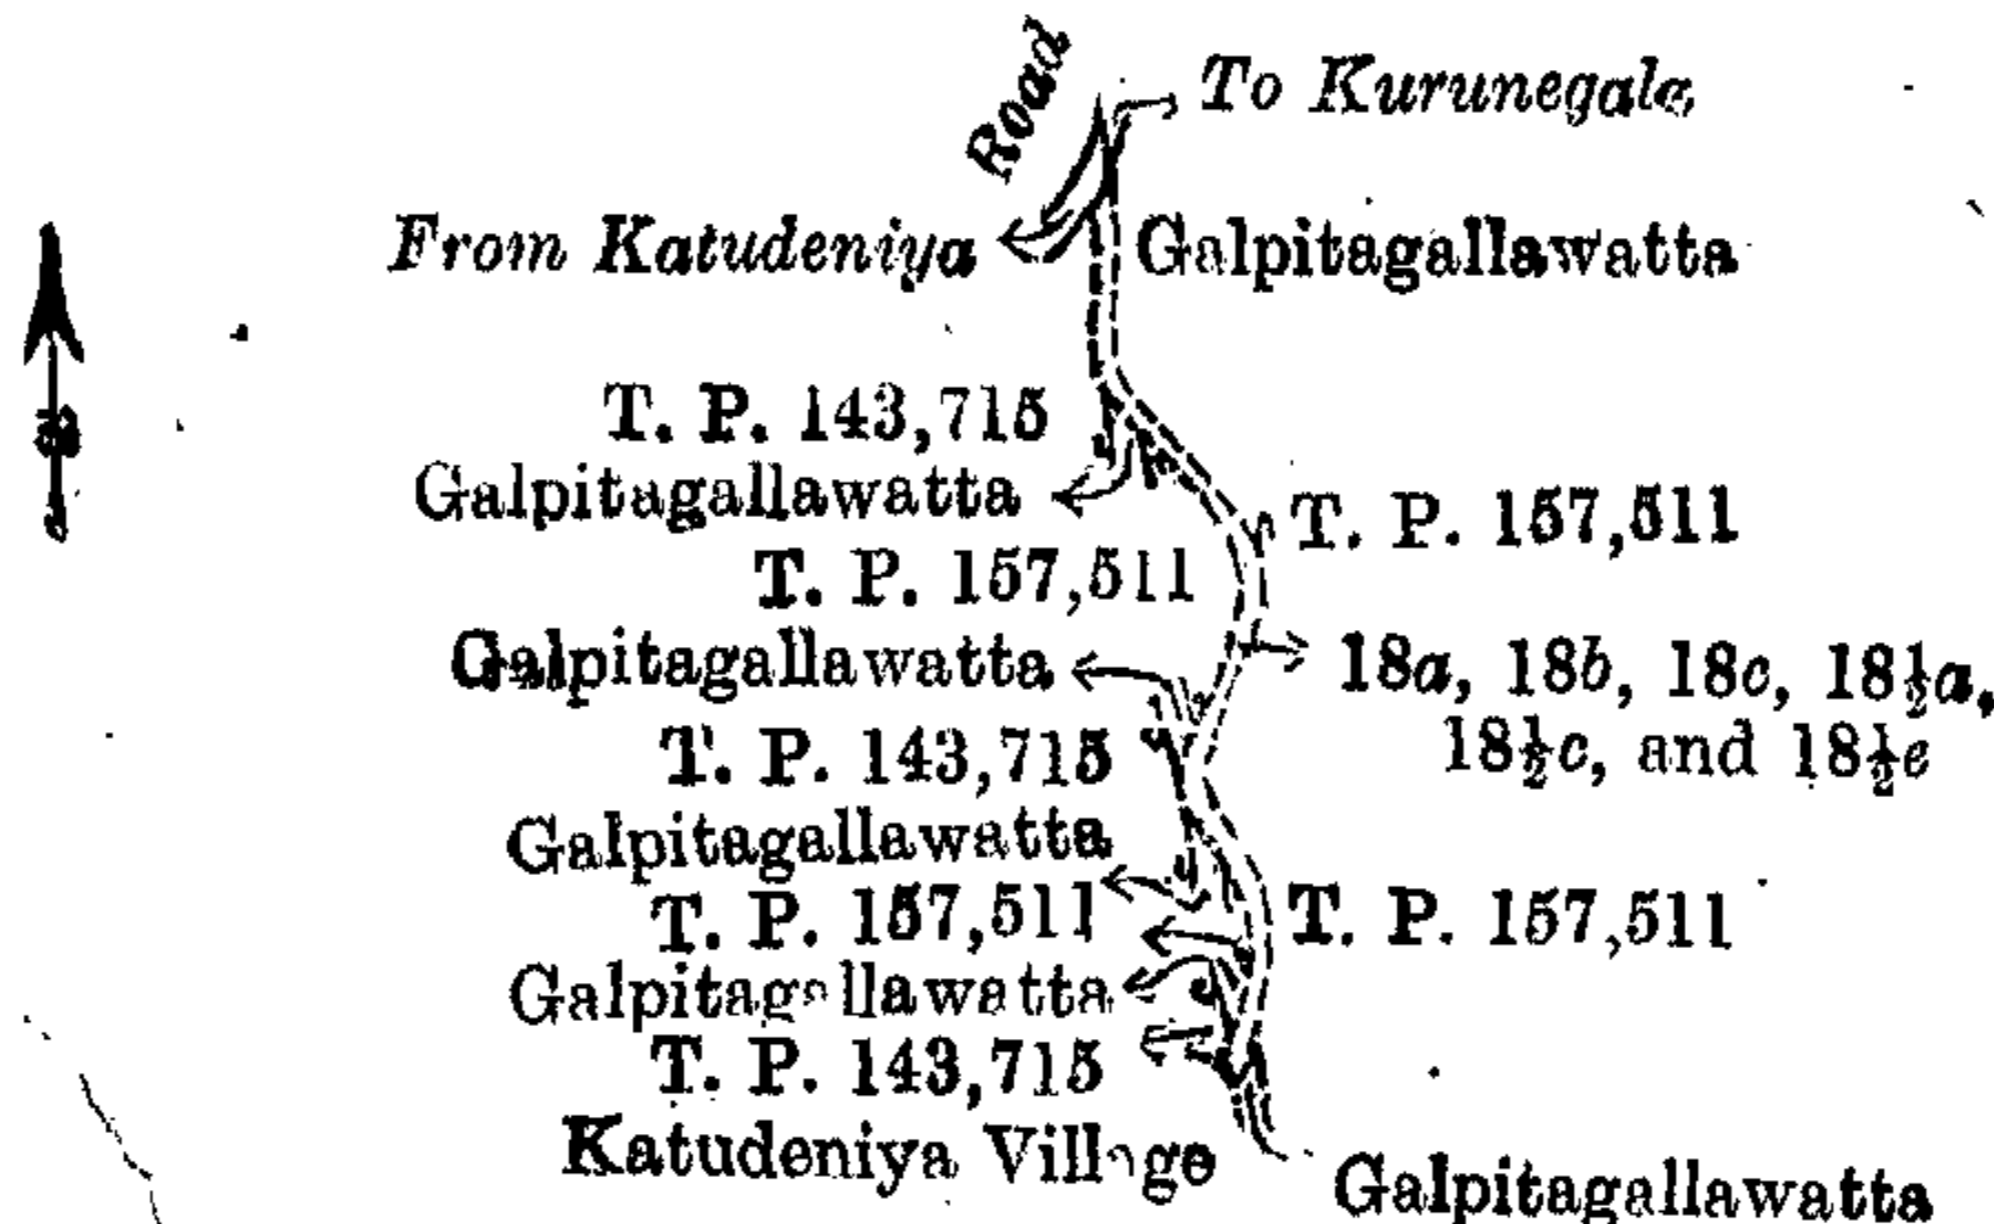 Road
To Kurunegala
From Katudeniya
Galpitagallawatta
T. P. 143,715
Galpitagallawatta
T. P. 157,511
T. P. 157,511
Galpitagallawatta
18a, 18b, 18c, 18½a,
18½c, and 18½e
T. P. 143,715
Galpitagallawatta
T. P. 157,511
T. P. 157,511
Galpitagallawatta
T. P. 143,715
Katudeniya Village
Galpitagallawatta